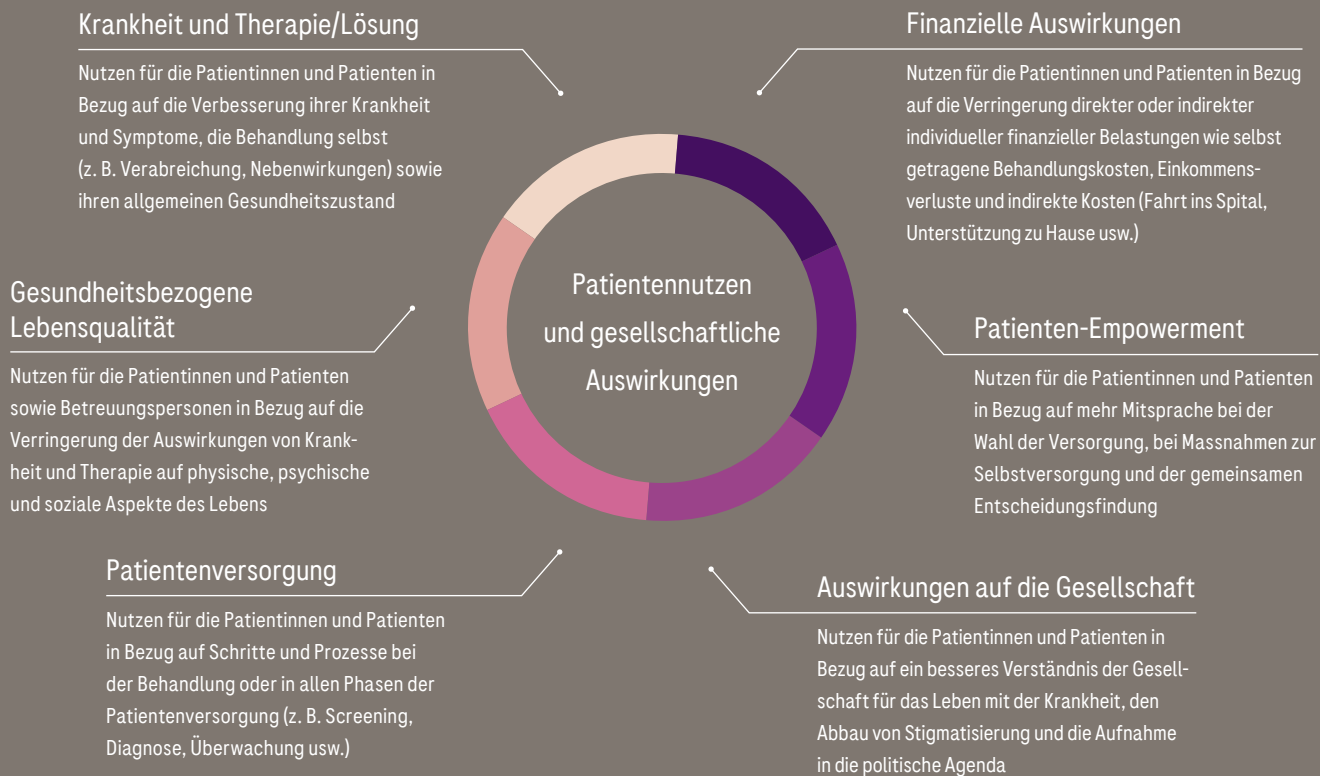 Krankheit und Therapie/Lösung
Nutzen für die Patientinnen und Patienten in
Bezug auf die Verbesserung ihrer Krankheit
und Symptome, die Behandlung selbst
(z. B. Verabreichung, Nebenwirkungen) sowie
ihren allgemeinen Gesundheitszustand
Finanzielle Auswirkungen
Nutzen für die Patientinnen und Patienten in Bezug
auf die Verringerung direkter oder indirekter
individueller finanzieller Belastungen wie selbst
getragene Behandlungskosten, Einkommens-
verluste und indirekte Kosten (Fahrt ins Spital,
Unterstützung zu Hause usw.)
Gesundheitsbezogene
Lebensqualität
Nutzen für die Patientinnen und Patienten
sowie Betreuungspersonen in Bezug auf die
Verringerung der Auswirkungen von Krank-
heit und Therapie auf physische, psychische
und soziale Aspekte des Lebens
Patientennutzen
und gesellschaftliche
Auswirkungen
Patienten-Empowerment
Nutzen für die Patientinnen und Patienten
in Bezug auf mehr Mitsprache bei der
Wahl der Versorgung, bei Massnahmen zur
Selbstversorgung und der gemeinsamen
Entscheidungsfindung
Patientenversorgung
Nutzen für die Patientinnen und Patienten
in Bezug auf Schritte und Prozesse bei
der Behandlung oder in allen Phasen der
Patientenversorgung (z. B. Screening,
Diagnose, Überwachung usw.)
Auswirkungen auf die Gesellschaft
Nutzen für die Patientinnen und Patienten in
Bezug auf ein besseres Verständnis der Gesell-
schaft für das Leben mit der Krankheit, den
Abbau von Stigmatisierung und die Aufnahme
in die politische Agenda